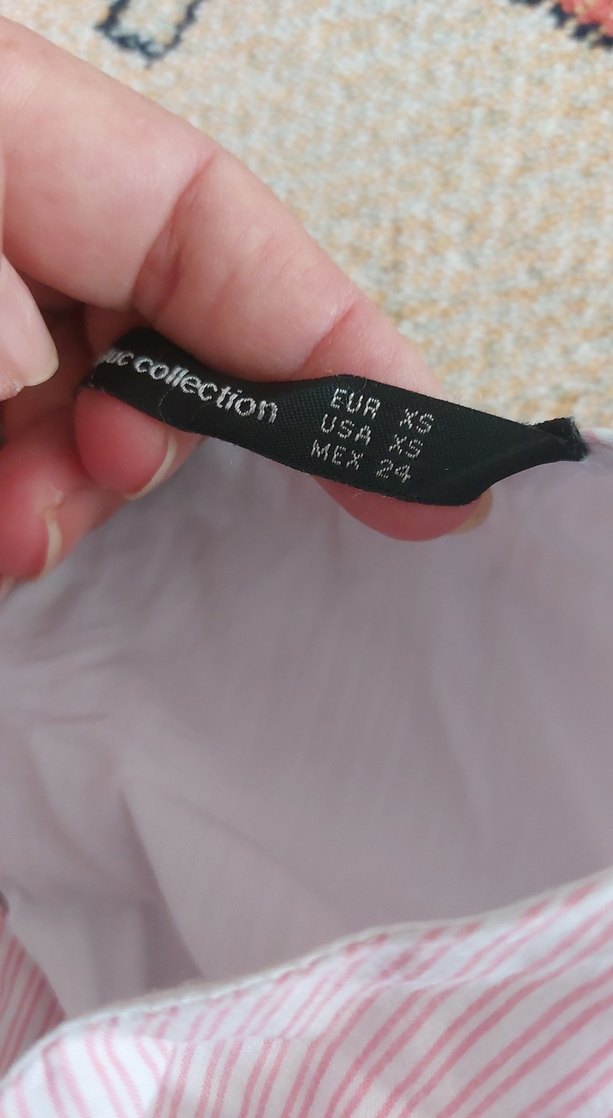 collection
EUR XS
USA XS
MEX 24